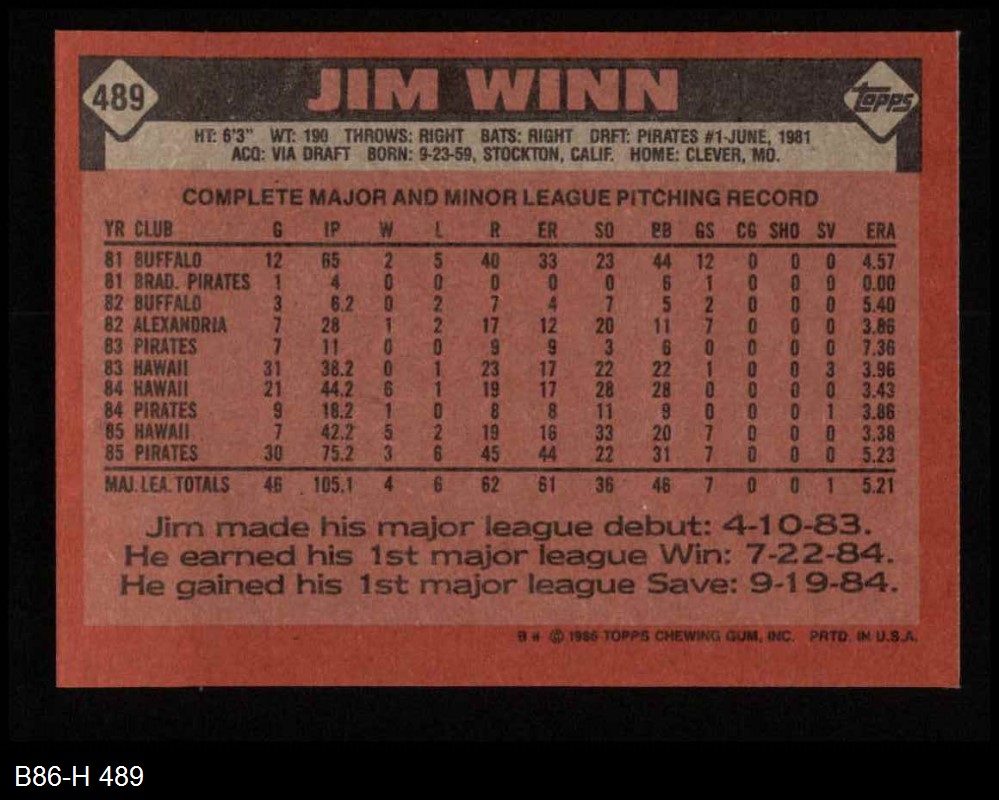 489
JIM WINN
TOPPS
HT: 6'3" WT: 190 THROWS: RIGHT BATS: RIGHT DRFT: PIRATES #1-JUNE, 1981
ACQ: VIA DRAFT BORN: 9-23-59, STOCKTON, CALIF. HOME: CLEVER, MO.
COMPLETE MAJOR AND MINOR LEAGUE PITCHING RECORD
YR CLUB G IP W L R ER SO BB GS CG SHO SV ERA
81 BUFFALO 12 65 2 5 40 33 23 44 12 0 0 0 4.57
81 BRAD. PIRATES 1 4 0 0 0 0 0 6 1 0 0 0 0.00
82 BUFFALO 3 6.2 0 2 7 4 7 5 2 0 0 0 5.40
82 ALEXANDRIA 7 28 1 2 17 12 20 11 7 0 0 0 3.86
83 PIRATES 7 11 0 0 9 9 3 6 0 0 0 0 7.36
83 HAWAII 31 38.2 0 1 23 17 22 22 1 0 0 3 3.96
84 HAWAII 21 44.2 6 1 19 17 28 28 0 0 0 0 3.43
84 PIRATES 9 18.2 1 0 8 8 11 9 0 0 0 1 3.86
85 HAWAII 7 42.2 5 2 19 16 33 20 7 0 0 0 3.38
85 PIRATES 30 75.2 3 6 45 44 22 31 7 0 0 0 5.23
MAJ. LEA. TOTALS 46 105.1 4 6 62 61 36 46 7 0 0 1 5.21
Jim made his major league debut: 4-10-83.
He earned his 1st major league Win: 7-22-84.
He gained his 1st major league Save: 9-19-84.
© 1986 TOPPS CHEWING GUM, INC. PRTD. IN U.S.A.
B86-H 489